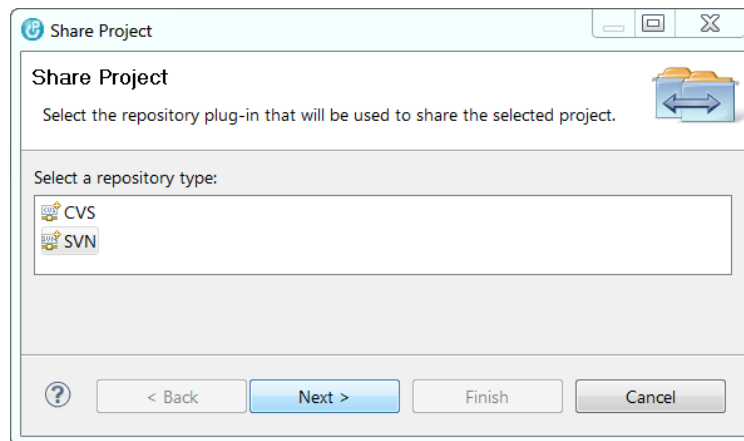 Share Project
Share Project
Select the repository plug-in that will be used to share the selected project.
Select a repository type:
CVS
SVN
? < Back Next > Finish Cancel